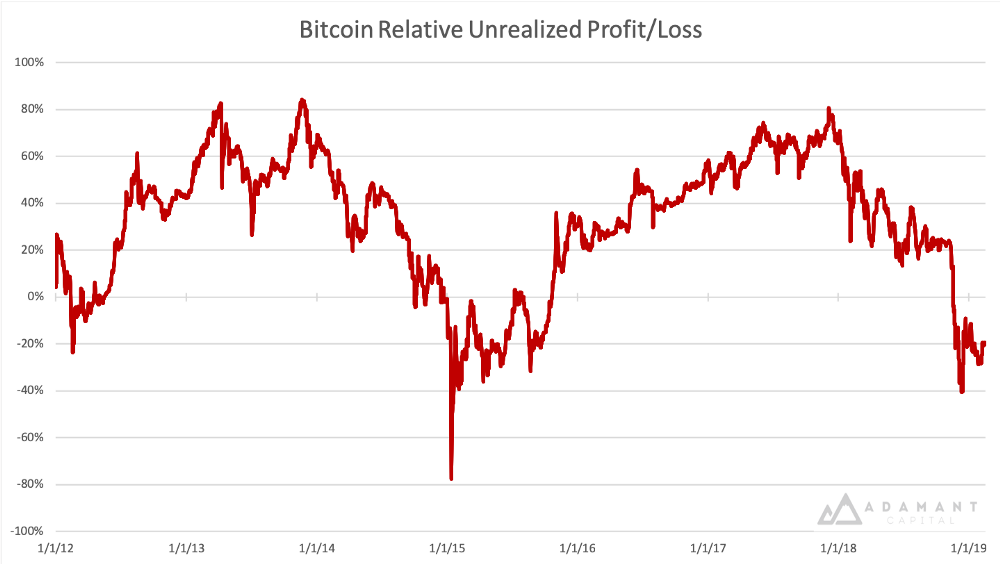 Bitcoin Relative Unrealized Profit/Loss
100%
80%
60%
40%
20%
0%
-20%
-40%
-60%
-80%
-100%
1/1/12 1/1/13 1/1/14 1/1/15 1/1/16 1/1/17 1/1/18 1/1/19
ADAMANT
CAPITAL